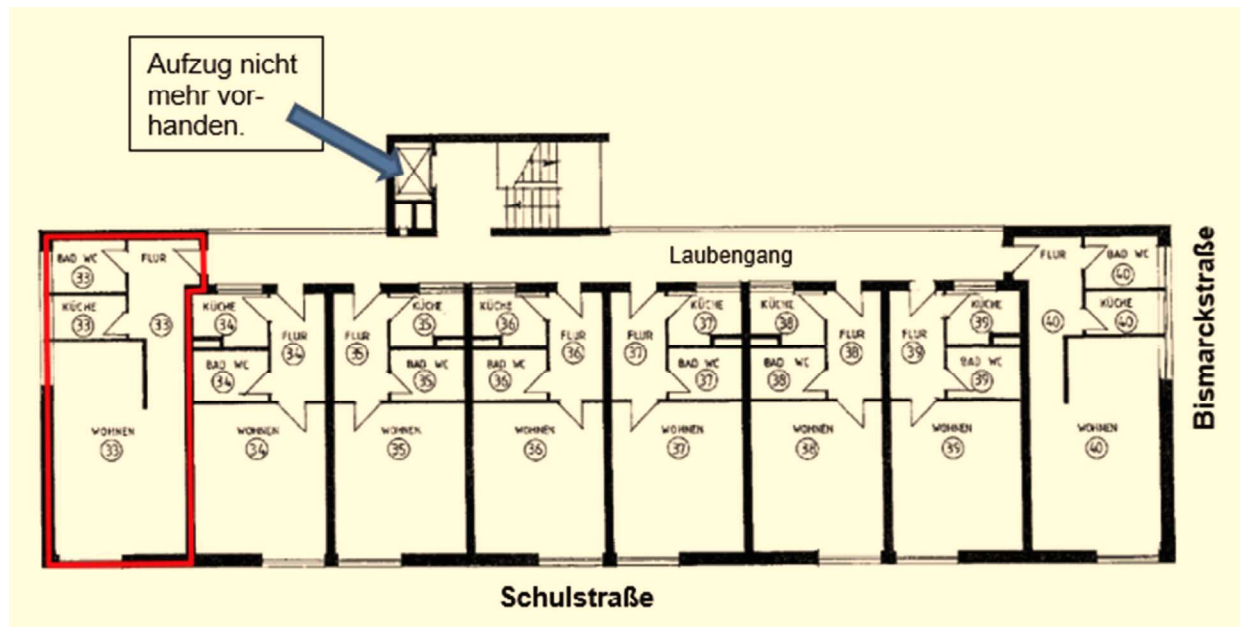 Aufzug nicht
mehr vor-
handen.
Laubengang
BAD WC
33
FLUR
KÜCHE
33
33
WOHNEN
33
KÜCHE
34
FLUR
34
BAD WC
34
WOHNEN
34
FLUR
35
KÜCHE
35
BAD WC
35
WOHNEN
35
KÜCHE
36
FLUR
36
BAD WC
36
WOHNEN
36
FLUR
37
KÜCHE
37
BAD WC
37
WOHNEN
37
KÜCHE
38
FLUR
38
BAD WC
38
WOHNEN
38
FLUR
39
KÜCHE
39
BAD WC
39
WOHNEN
39
FLUR
40
BAD WC
40
KÜCHE
40
WOHNEN
40
Bismarckstraße
Schulstraße